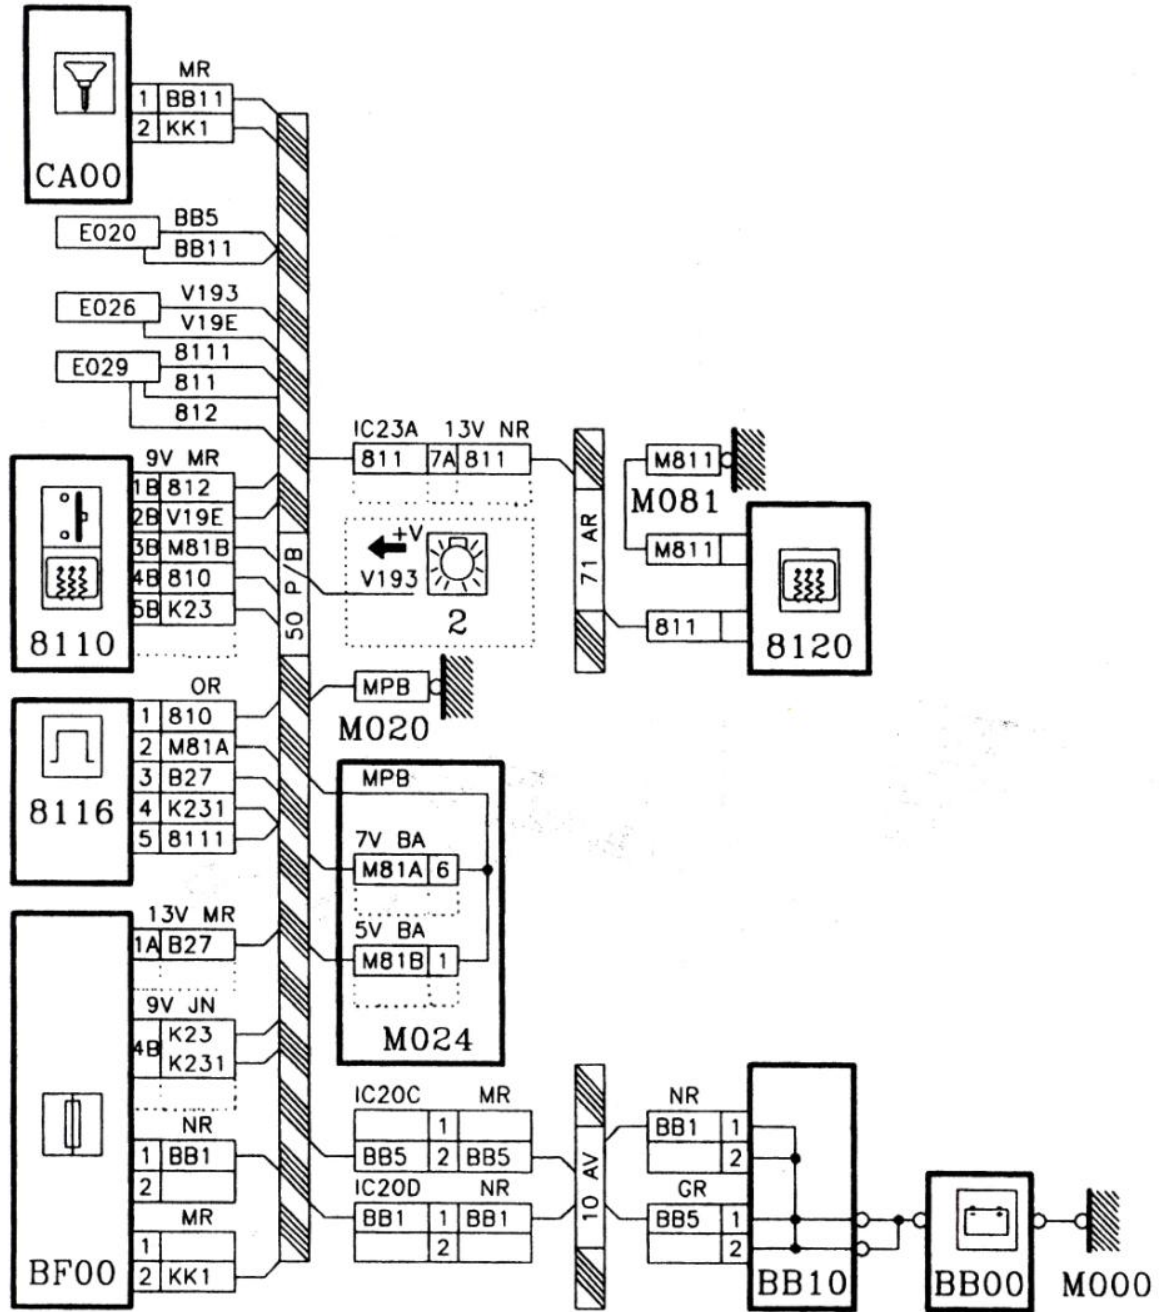 MR
1 BB11
2 KK1
CA00
E020 BB5
BB11
E026 V193
V19E
E029 8111
811
812
9V MR
1B 812
2B V19E
3B M81B
4B 810
5B K23
8110
OR
1 810
2 M81A
3 B27
4 K231
5 8111
8116
13V MR
1A B27
9V JN
4B K23
K231
NR
1 BB1
2
MR
1
2 KK1
BF00
50 P/B
IC23A 13V NR
811 7A 811
+V
V193
2
MPB
M020
MPB
7V BA
M81A 6
5V BA
M81B 1
M024
IC20C MR
1
BB5 2 BB5
IC20D NR
BB1 1 BB1
2
71 AR
M811
M081
M811
811
8120
10 AV
NR
BB1 1
2
GR
BB5 1
2
BB10
BB00
M000